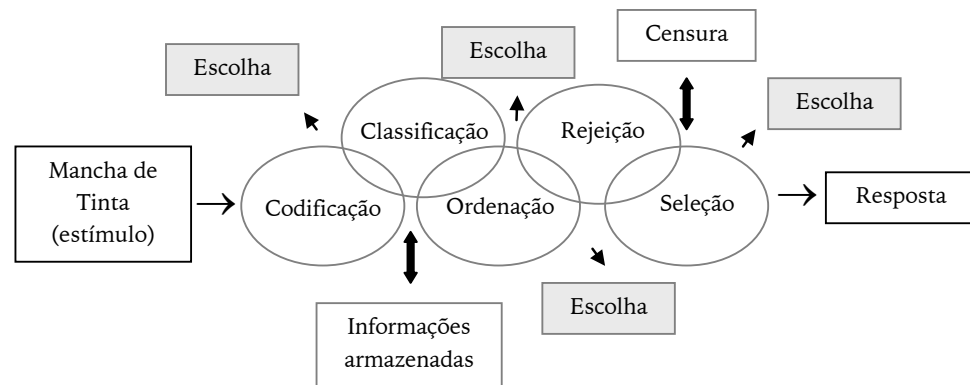 Censura
Escolha
Escolha
Escolha
Classificação
Rejeição
Mancha de
Tinta
(estímulo)
Codificação
Ordenação
Seleção
Resposta
Escolha
Informações
armazenadas